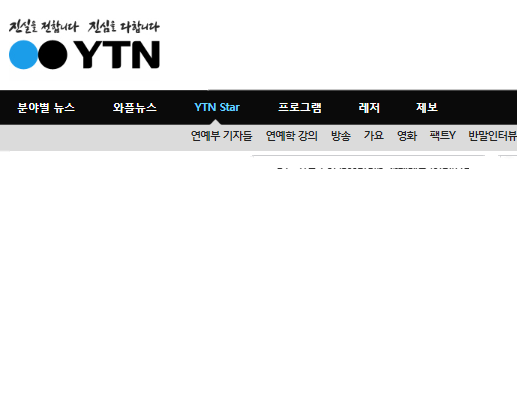 진실을 전합니다 진심을 다합니다
YTN
분야별 뉴스 와플뉴스 YTN Star 프로그램 레저 제보
연예부 기자들 연예학 강의 방송 가요 영화 팩트Y 반말인터뷰